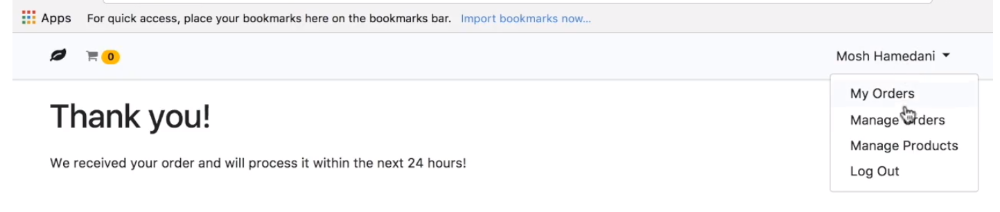 Apps For quick access, place your bookmarks here on the bookmarks bar. Import bookmarks now...
0 Mosh Hamedani
My Orders
Thank you!
Manage Orders
Manage Products
We received your order and will process it within the next 24 hours!
Log Out